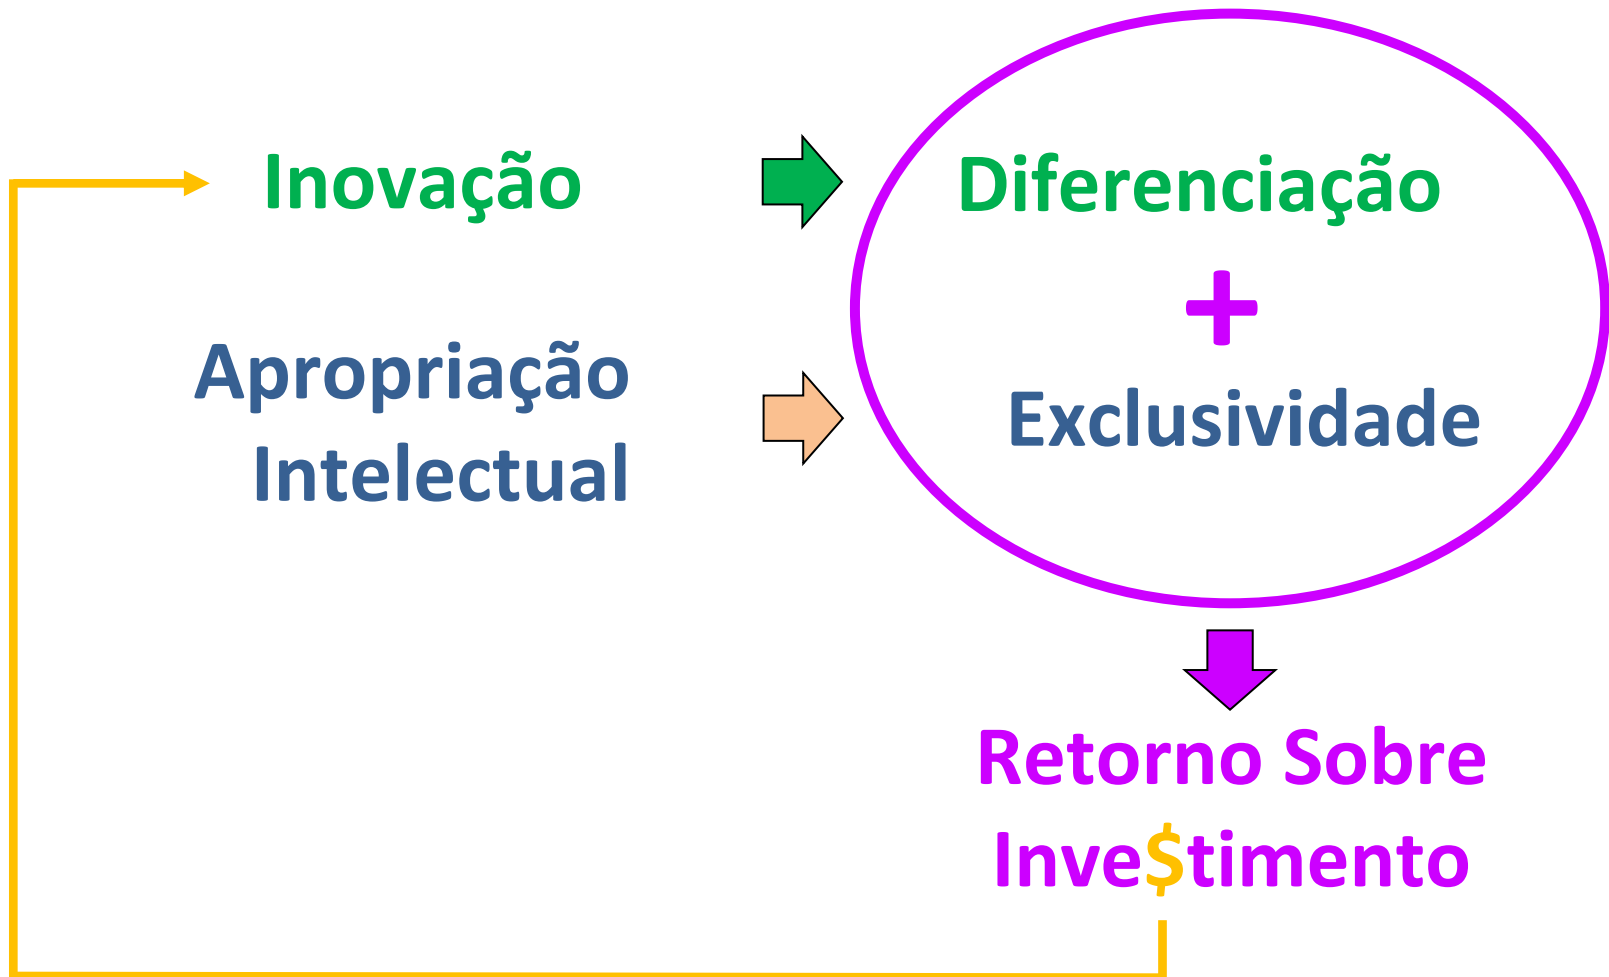 Inovação
Diferenciação
+
Apropriação
Intelectual
Exclusividade
Retorno Sobre
Inve$timento